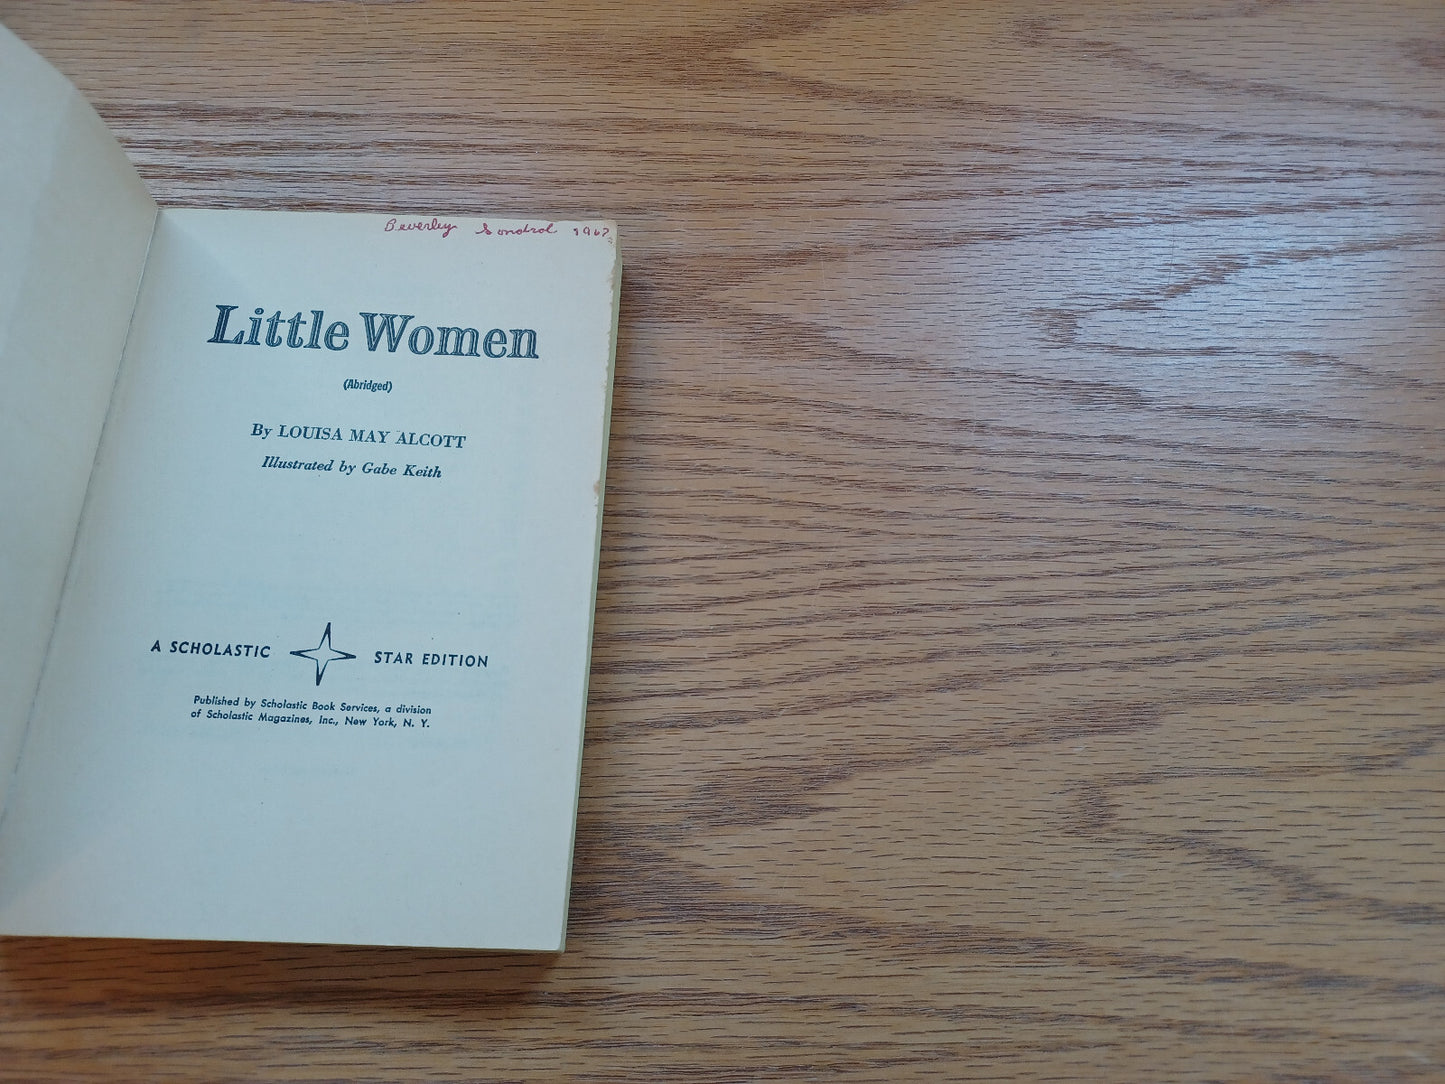 Beverley Sondrol 1967
Little Women
(Abridged)
By LOUISA MAY ALCOTT
Illustrated by Gabe Keith
A SCHOLASTIC STAR EDITION
Published by Scholastic Book Services, a division
of Scholastic Magazines, Inc., New York, N. Y.